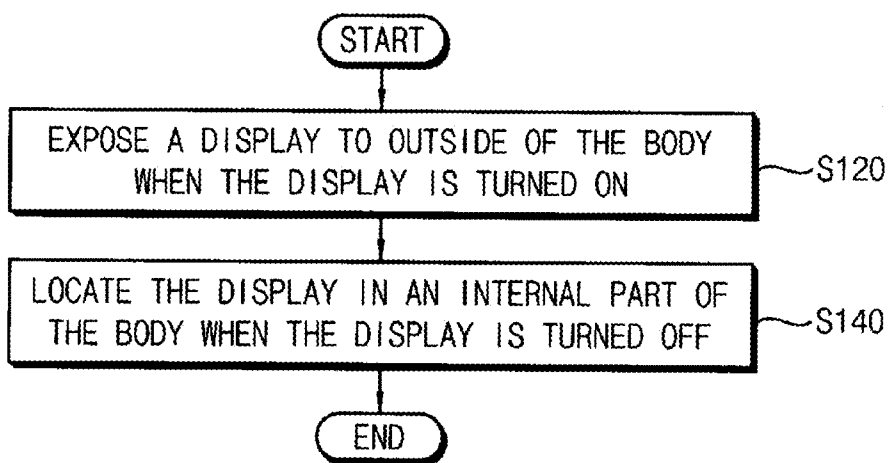 START
EXPOSE A DISPLAY TO OUTSIDE OF THE BODY
WHEN THE DISPLAY IS TURNED ON
S120
LOCATE THE DISPLAY IN AN INTERNAL PART OF
THE BODY WHEN THE DISPLAY IS TURNED OFF
S140
END